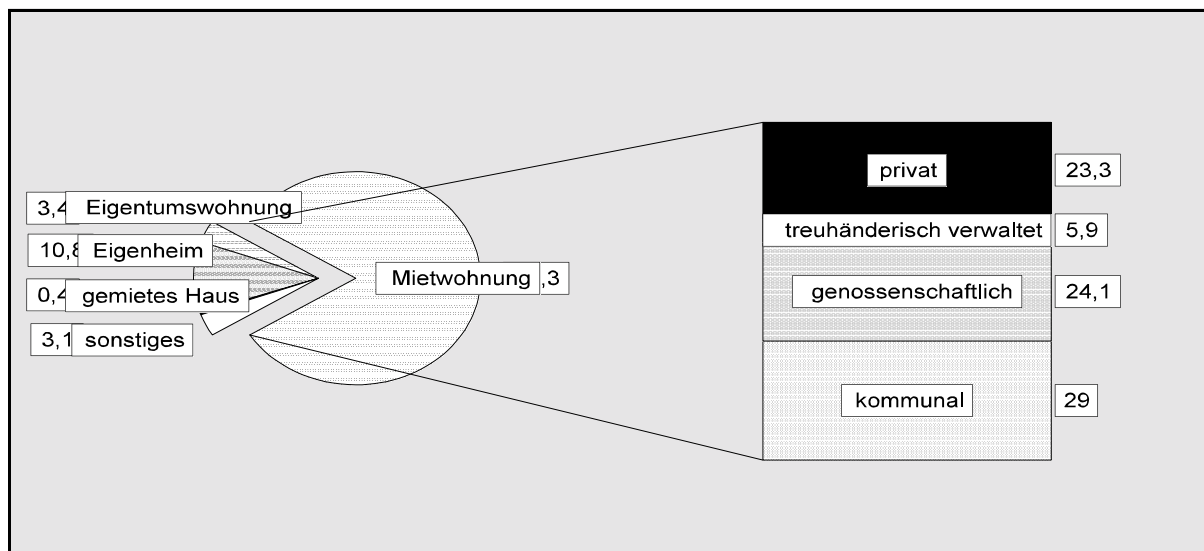 3,4 Eigentumswohnung
10,8 Eigenheim
0,4 gemietes Haus
3,1 sonstiges
Mietwohnung ,3
privat 23,3
treuhänderisch verwaltet 5,9
genossenschaftlich 24,1
kommunal 29